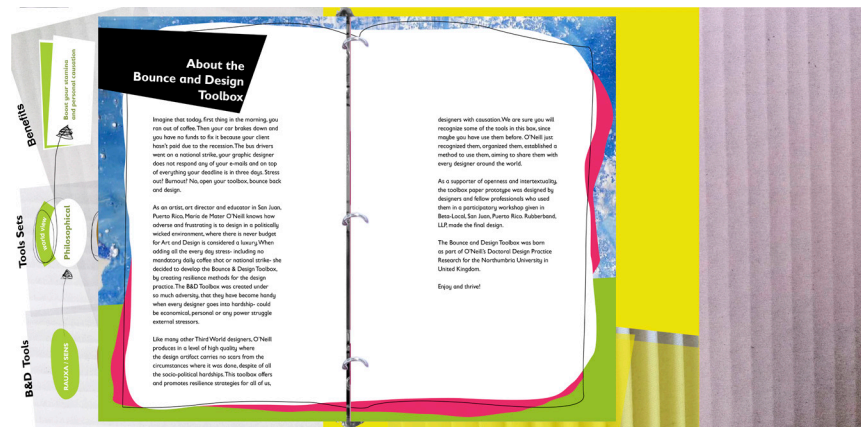 About the
Bounce and Design
Toolbox
Imagine that today, first thing in the morning, you
ran out of coffee. Then your car brakes down and
you have no funds to fix it because your client
hasn't paid due to the recession. The bus drivers
went on a national strike, your graphic designer
does not respond any of your e-mails and on top
of everything your deadline is in three days. Stress
out? Burnout? No, open your toolbox, bounce back
and design.
As an artist, art director and educator in San Juan,
Puerto Rico, Maria de Mater O'Neill knows how
adverse and frustrating is to design in a politically
wicked environment, where there is never budget
for Art and Design is considered a luxury. When
adding all the every day stress- including no
mandatory daily coffee shot or national strike- she
decided to develop the Bounce & Design Toolbox,
by creating resilience methods for the design
practice. The B&D Toolbox was created under
so much adversity, that they have become handy
when every designer goes into hardship- could
be economical, personal or any power struggle
external stressors.
Like many other Third World designers, O'Neill
produces in a level of high quality where
the design artifact carries no scars from the
circumstances where it was done, despite of all
the socio-political hardships. This toolbox offers
and promotes resilience strategies for all of us,
designers with causation. We are sure you will
recognize some of the tools in this box, since
maybe you have use them before. O'Neill just
recognized them, organized them, established a
method to use them, aiming to share them with
every designer around the world.
As a supporter of openness and intertextuality,
the toolbox paper prototype was designed by
designers and fellow professionals who used
them in a participatory workshop given in
Beta-Local, San Juan, Puerto Rico. Rubberband,
LLP, made the final design.
The Bounce and Design Toolbox was born
as part of O'Neill's Doctoral Design Practice
Research for the Northumbria University in
United Kingdom.
Enjoy and thrive!
Benefits
Boost your stamina
and personal causation
Tools Sets
World view
Philosophical
B&D Tools
RAUXA / SENS